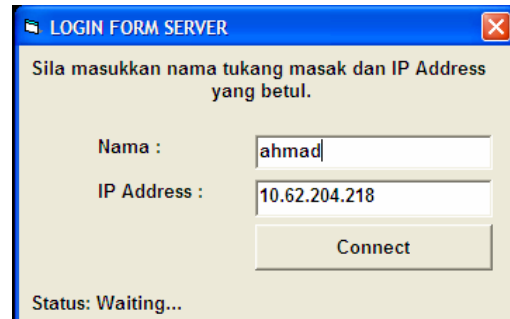 LOGIN FORM SERVER
Sila masukkan nama tukang masak dan IP Address
yang betul.
Nama : ahmad
IP Address : 10.62.204.218
Connect
Status: Waiting...